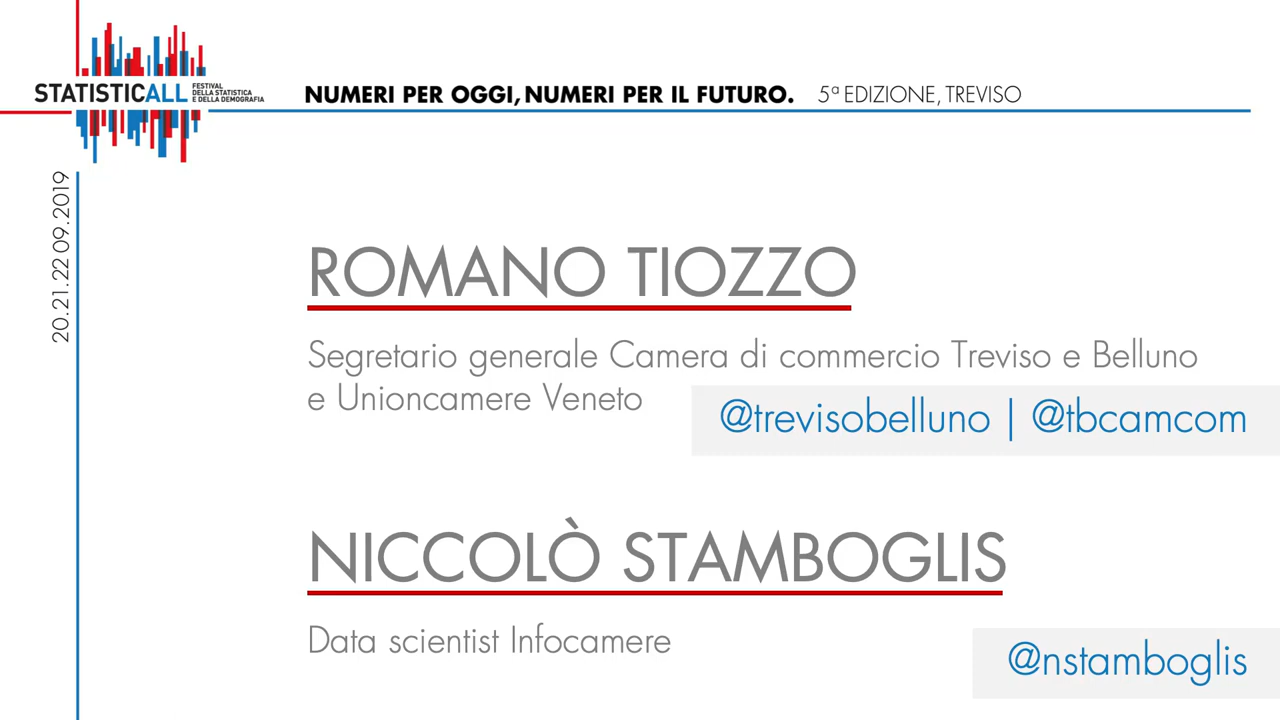 STATISTICALL
FESTIVAL
DELLA STATISTICA
E DELLA DEMOGRAFIA
NUMERI PER OGGI, NUMERI PER IL FUTURO. 5ª EDIZIONE, TREVISO
20.21.22 09.2019
ROMANO TIOZZO
Segretario generale Camera di commercio Treviso e Belluno
e Unioncamere Veneto
@trevisobelluno | @tbcamcom
NICCOLÒ STAMBOGLIS
Data scientist Infocamere
@nstamboglis